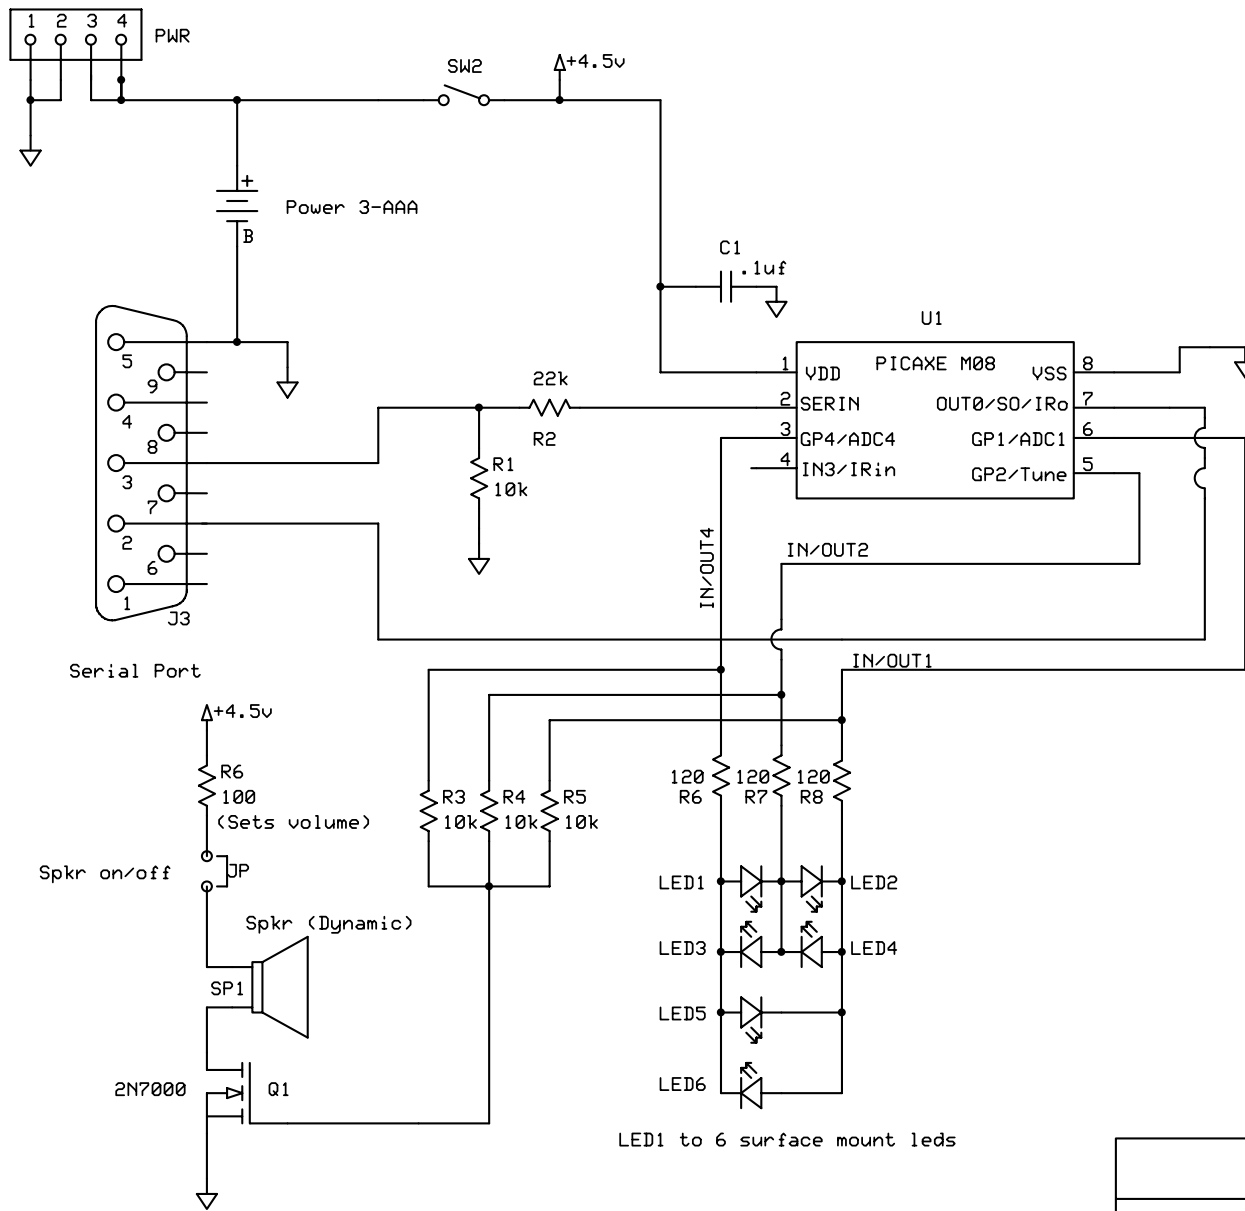 1 2 3 4
PWR
SW2
+4.5v
+
Power 3-AAA
B
C1
.1uf
U1
PICAXE M08
1
VDD
VSS
8
2
SERIN
OUT0/SO/IRo
7
3
GP4/ADC4
GP1/ADC1
6
4
IN3/IRin
GP2/Tune
5
22k
R2
R1
10k
5
9
4
8
3
7
2
6
1
J3
Serial Port
IN/OUT4
IN/OUT2
IN/OUT1
+4.5v
R6
100
(Sets volume)
Spkr on/off
JP
Spkr (Dynamic)
SP1
2N7000
Q1
R3
10k
R4
10k
R5
10k
120
R6
120
R7
120
R8
LED1
LED2
LED3
LED4
LED5
LED6
LED1 to 6 surface mount leds